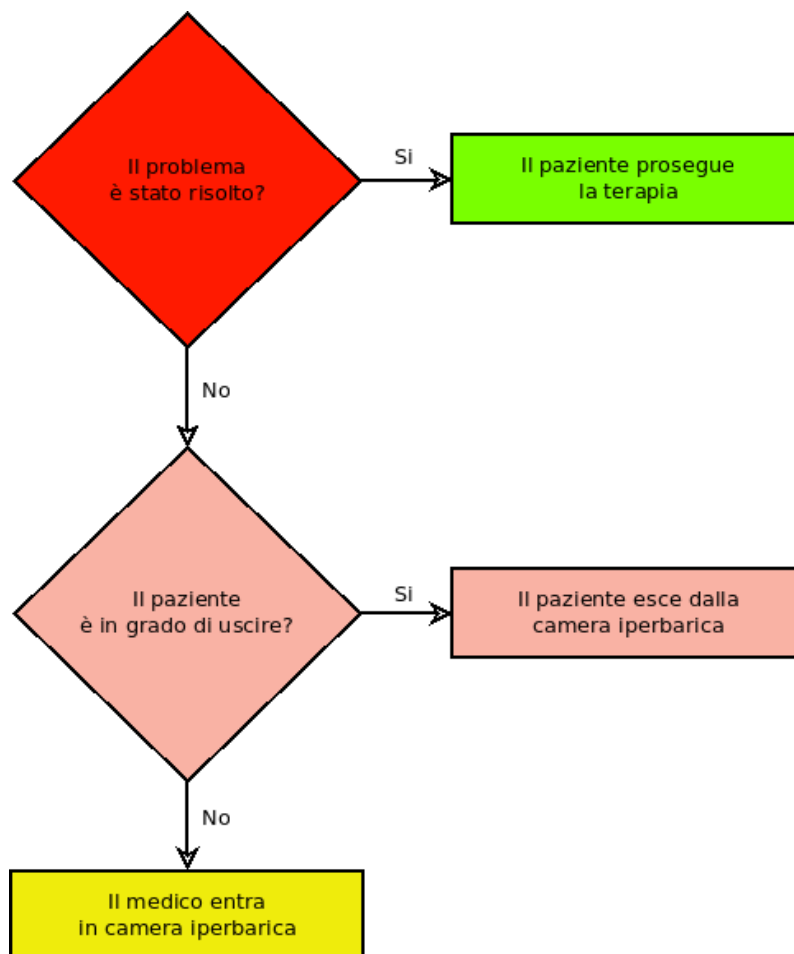 Il problema
è stato risolto?
Si
Il paziente prosegue
la terapia
No
Il paziente
è in grado di uscire?
Si
Il paziente esce dalla
camera iperbarica
No
Il medico entra
in camera iperbarica